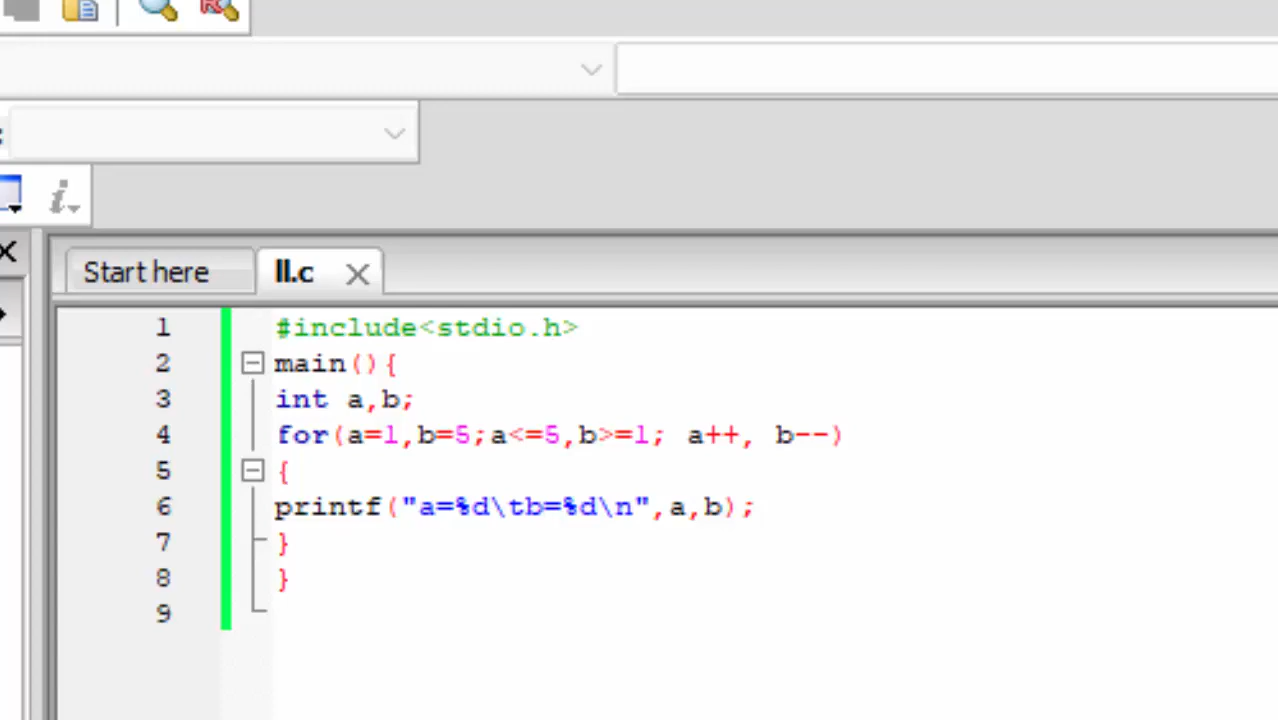 Start here
ll.c
1 #include<stdio.h>
2 main(){
3 int a,b;
4 for(a=1,b=5;a<=5,b>=1; a++, b--)
5 {
6 printf("a=%d\tb=%d\n",a,b);
7 }
8 }
9